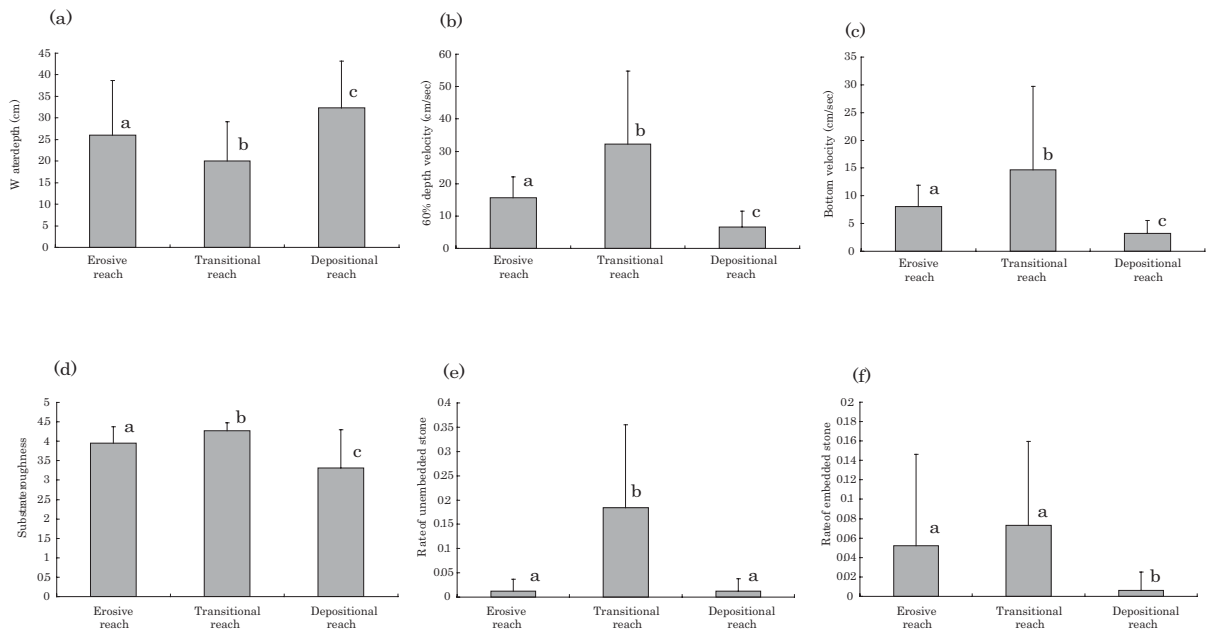 (a)
W aterdepth (cm)
45
40
35
30
25
20
15
10
5
0
a
b
c
Erosive
reach
Transitional
reach
Depositional
reach
(b)
60% depth velocity (cm/sec)
60
50
40
30
20
10
0
a
b
c
Erosive
reach
Transitional
reach
Depositional
reach
(c)
Bottom velocity (cm/sec)
35
30
25
20
15
10
5
0
a
b
c
Erosive
reach
Transitional
reach
Depositional
reach
(d)
Substrateroughness
5
4.5
4
3.5
3
2.5
2
1.5
1
0.5
0
a
b
c
Erosive
reach
Transitional
reach
Depositional
reach
(e)
Rate of unembedded stone
0.4
0.35
0.3
0.25
0.2
0.15
0.1
0.05
0
a
b
a
Erosive
reach
Transitional
reach
Depositional
reach
(f)
Rate of embedded stone
0.2
0.18
0.16
0.14
0.12
0.1
0.08
0.06
0.04
0.02
0
a
a
b
Erosive
reach
Transitional
reach
Depositional
reach